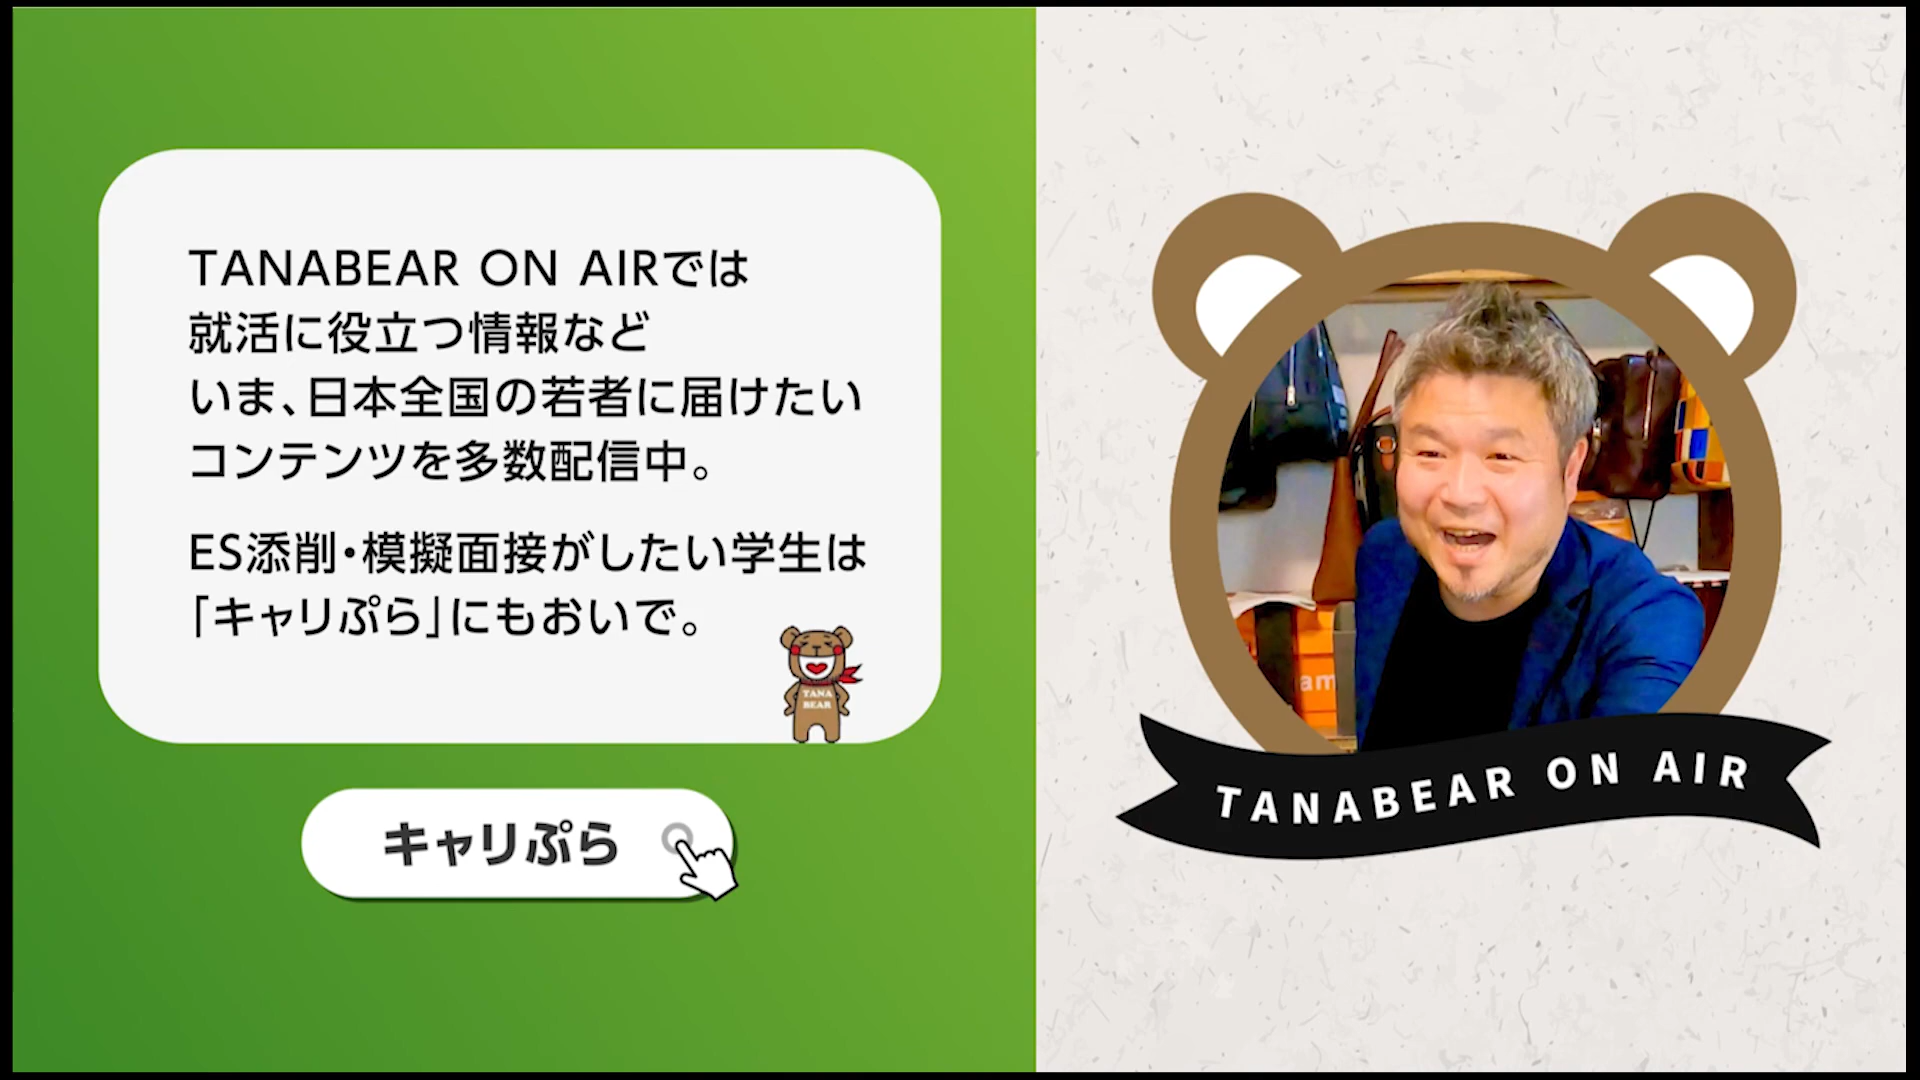 TANABEAR ON AIRでは
就活に役立つ情報など
いま、日本全国の若者に届けたい
コンテンツを多数配信中。
ES添削・模擬面接がしたい学生は
「キャリぷら」にもおいで。
TANA
BEAR
キャリぷら
am
TANABEAR ON AIR